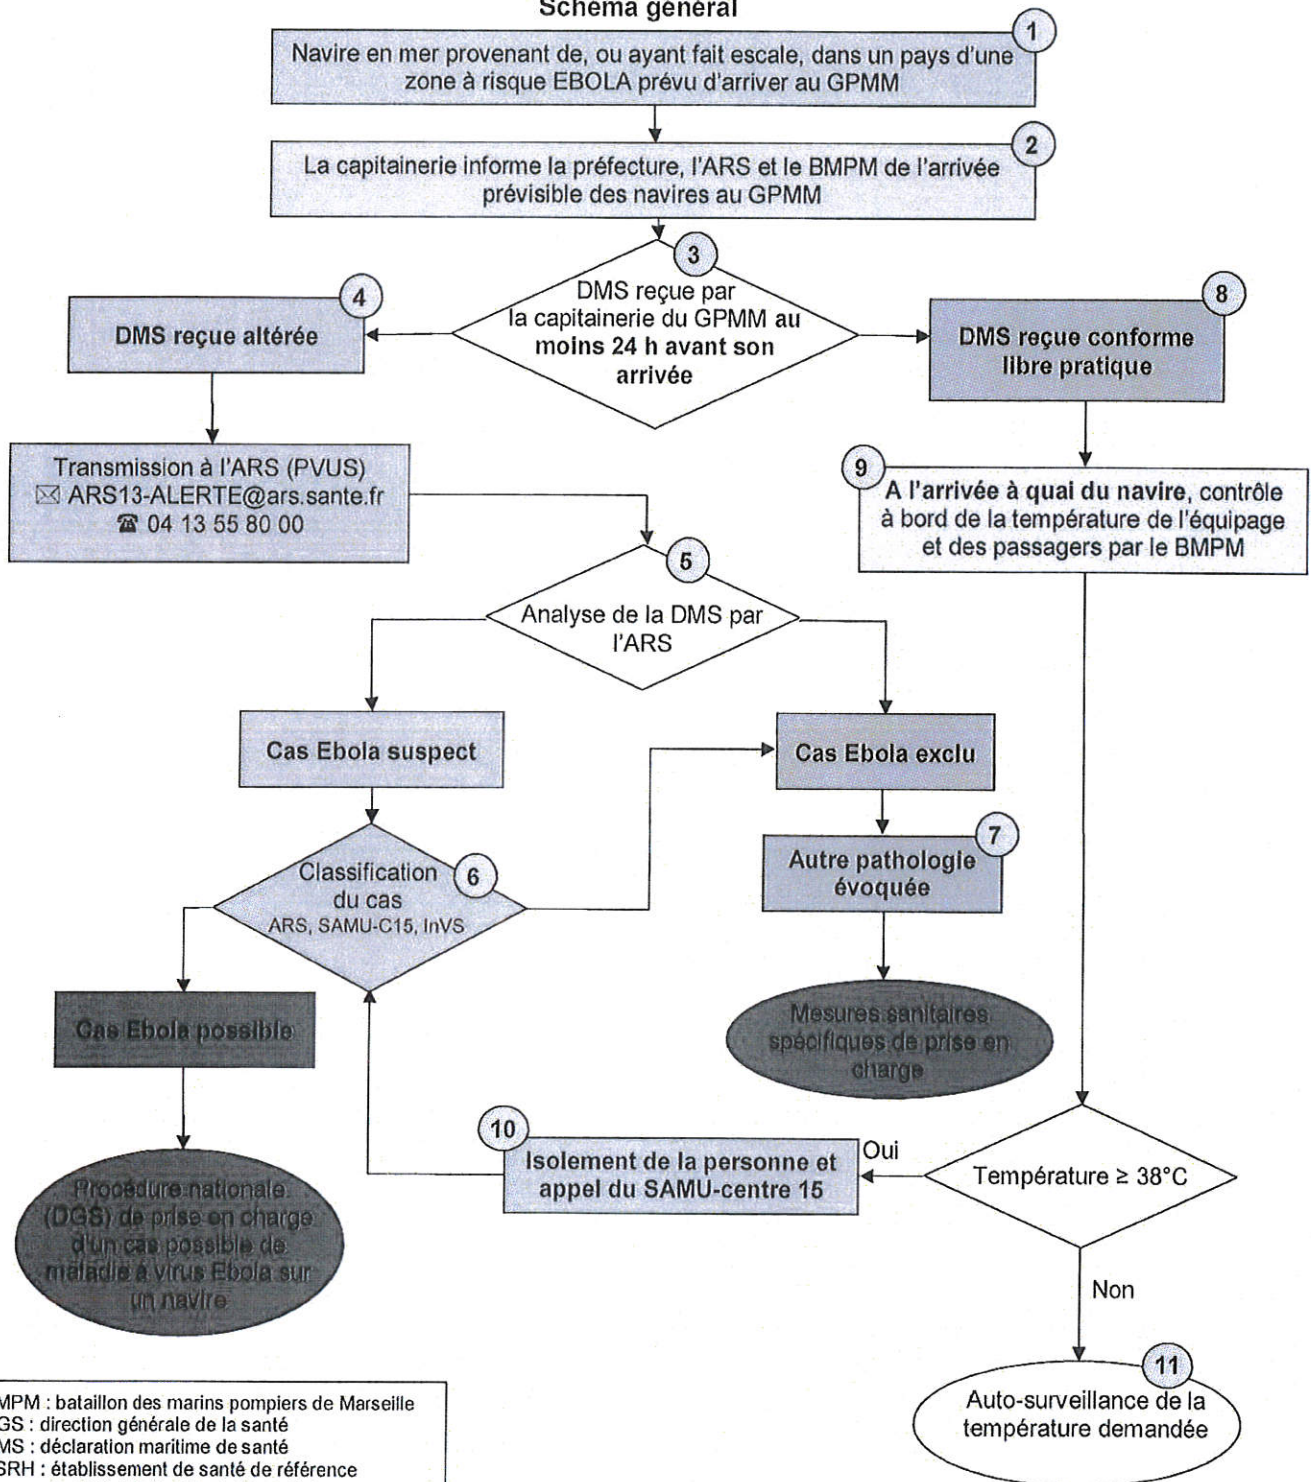 Schéma général
1
Navire en mer provenant de, ou ayant fait escale, dans un pays d'une
zone à risque EBOLA prévu d'arriver au GPMM
2
La capitainerie informe la préfecture, l'ARS et le BMPM de l'arrivée
prévisible des navires au GPMM
3
DMS reçue par
la capitainerie du GPMM au
moins 24 h avant son
arrivée
4
DMS reçue altérée
8
DMS reçue conforme
libre pratique
Transmission à l'ARS (PVUS)
✉ ARS13-ALERTE@ars.sante.fr
☎ 04 13 55 80 00
9
A l'arrivée à quai du navire, contrôle
à bord de la température de l'équipage
et des passagers par le BMPM
5
Analyse de la DMS par
l'ARS
Cas Ebola suspect
Cas Ebola exclu
6
Classification
du cas
ARS, SAMU-C15, InVS
7
Autre pathologie
évoquée
Cas Ebola possible
Mesures sanitaires
spécifiques de prise en
charge
10
Isolement de la personne et
appel du SAMU-centre 15
Oui
Température ≥ 38°C
Procédure nationale
(DGS) de prise en charge
d'un cas possible de
maladie à virus Ebola sur
un navire
Non
11
Auto-surveillance de la
température demandée
MPM : bataillon des marins pompiers de Marseille
GS : direction générale de la santé
MS : déclaration maritime de santé
SRH : établissement de santé de référence